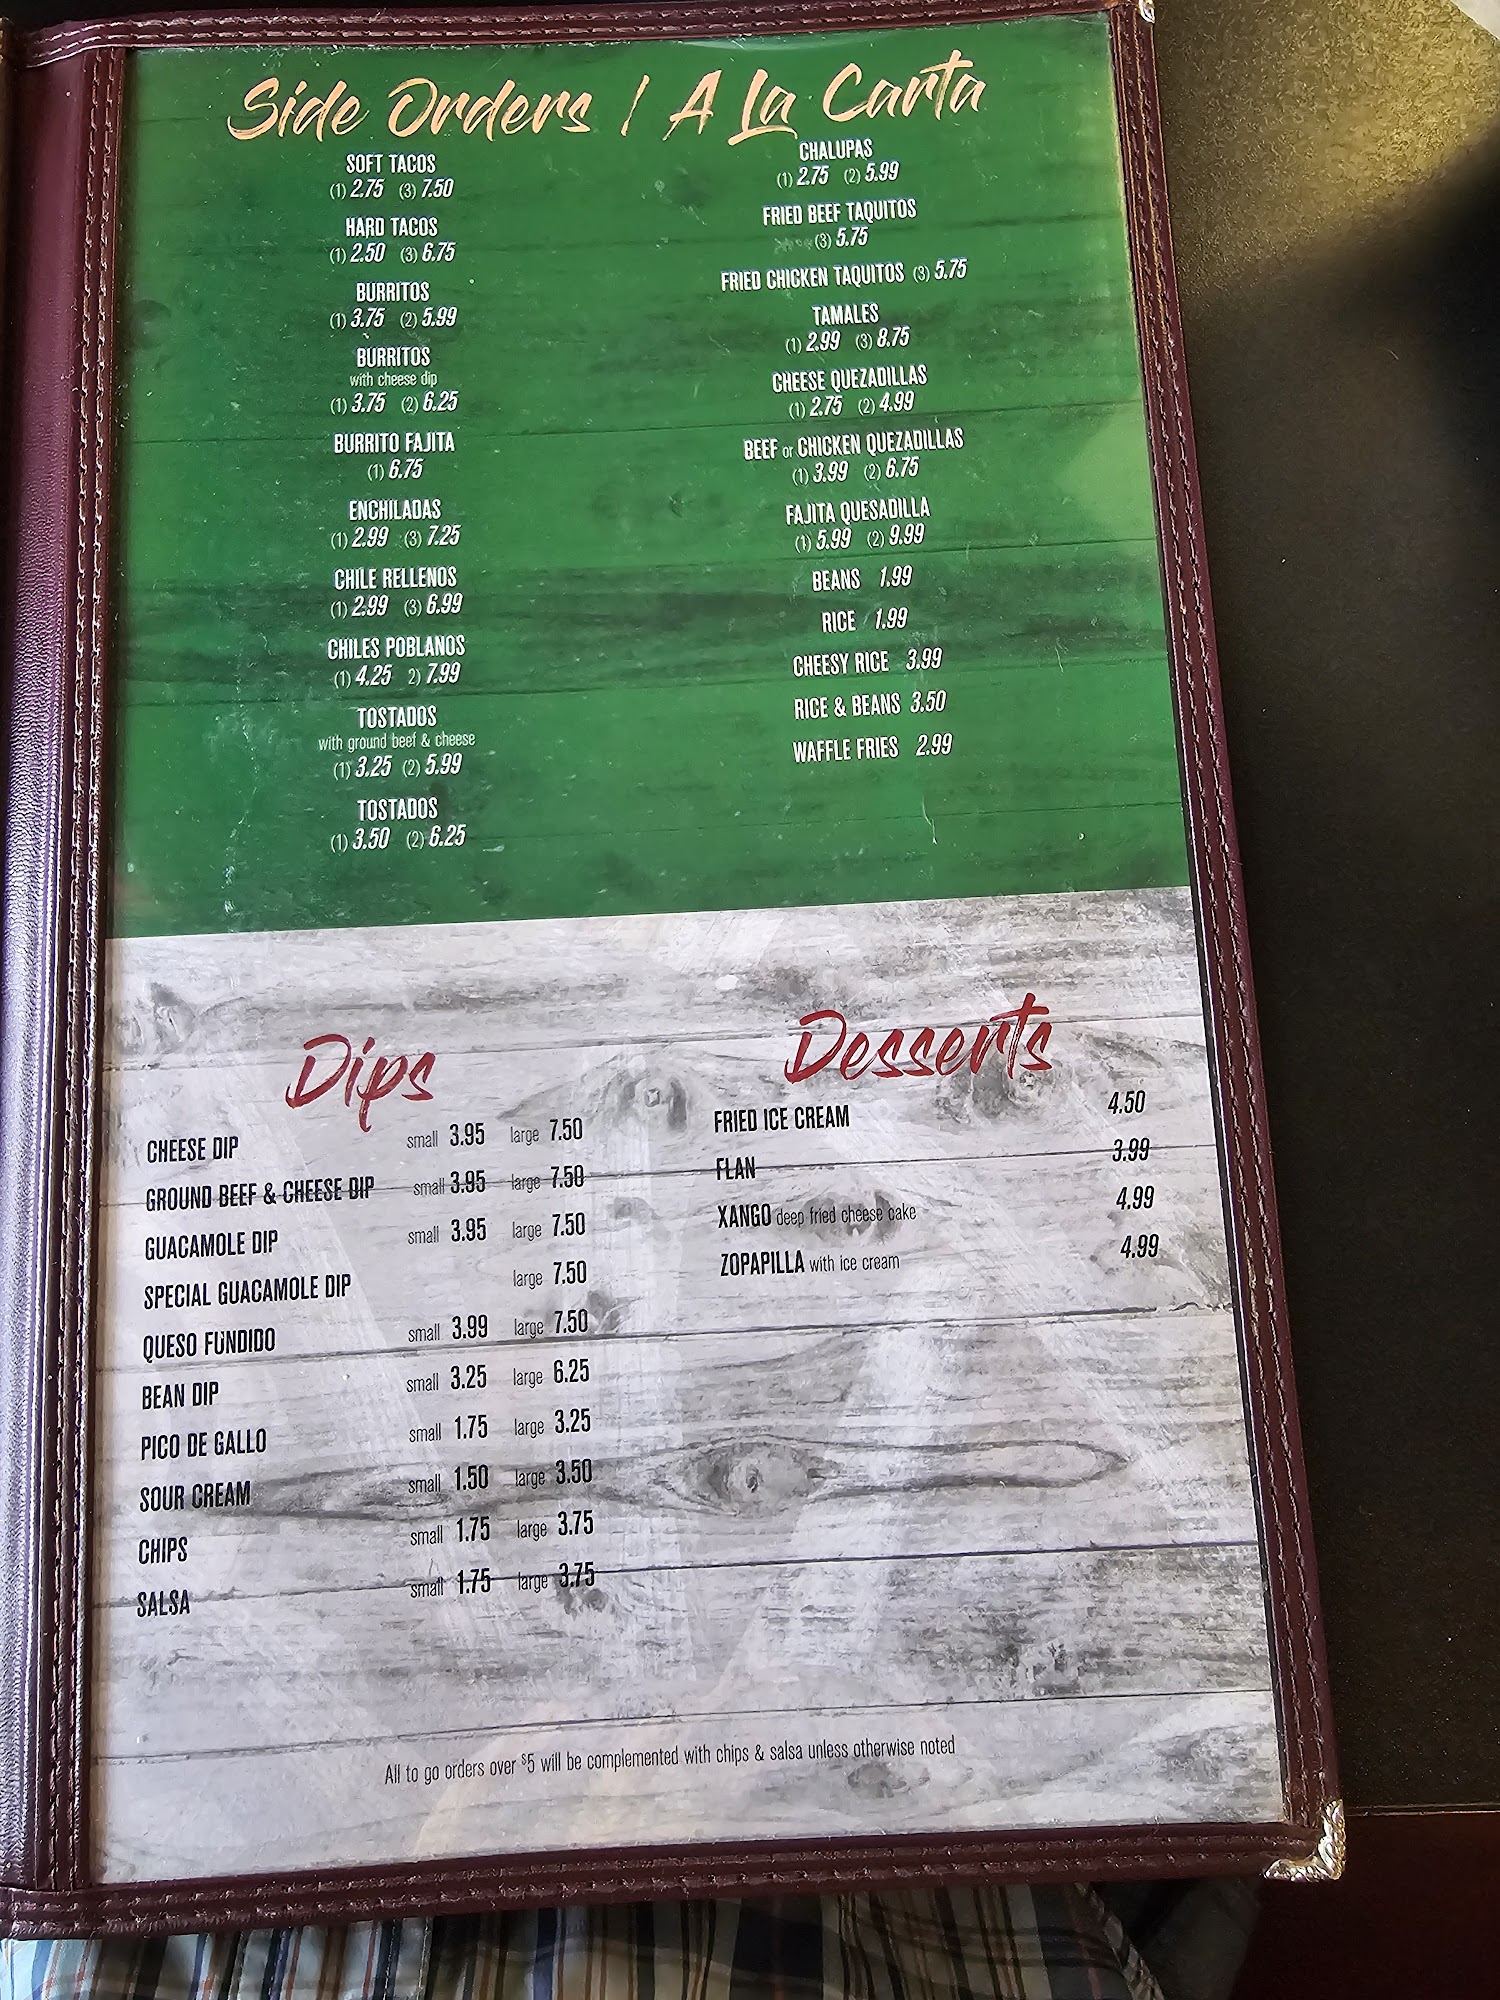 Side Orders / A La Carta
SOFT TACOS
(1) 2.75 (3) 7.50
HARD TACOS
(1) 2.50 (3) 6.75
BURRITOS
(1) 3.75 (2) 5.99
BURRITOS
with cheese dip
(1) 3.75 (2) 6.25
BURRITO FAJITA
(1) 6.75
ENCHILADAS
(1) 2.99 (3) 7.25
CHILE RELLENOS
(1) 2.99 (3) 6.99
CHILES POBLANOS
(1) 4.25 2) 7.99
TOSTADOS
with ground beef & cheese
(1) 3.25 (2) 5.99
TOSTADOS
(1) 3.50 (2) 6.25
CHALUPAS
(1) 2.75 (2) 5.99
FRIED BEEF TAQUITOS
(3) 5.75
FRIED CHICKEN TAQUITOS (3) 5.75
TAMALES
(1) 2.99 (3) 8.75
CHEESE QUEZADILLAS
(1) 2.75 (2) 4.99
BEEF or CHICKEN QUEZADILLAS
(1) 3.99 (2) 6.75
FAJITA QUESADILLA
(1) 5.99 (2) 9.99
BEANS 1.99
RICE 1.99
CHEESY RICE 3.99
RICE & BEANS 3.50
WAFFLE FRIES 2.99
Dips
CHEESE DIP small 3.95 large 7.50
GROUND BEEF & CHEESE DIP small 3.95 large 7.50
GUACAMOLE DIP small 3.95 large 7.50
SPECIAL GUACAMOLE DIP large 7.50
QUESO FUNDIDO small 3.99 large 7.50
BEAN DIP small 3.25 large 6.25
PICO DE GALLO small 1.75 large 3.25
SOUR CREAM small 1.50 large 3.50
CHIPS small 1.75 large 3.75
SALSA small 1.75 large 3.75
Desserts
FRIED ICE CREAM 4.50
FLAN 3.99
XANGO deep fried cheese cake 4.99
ZOPAPILLA with ice cream 4.99
All to go orders over $5 will be complemented with chips & salsa unless otherwise noted